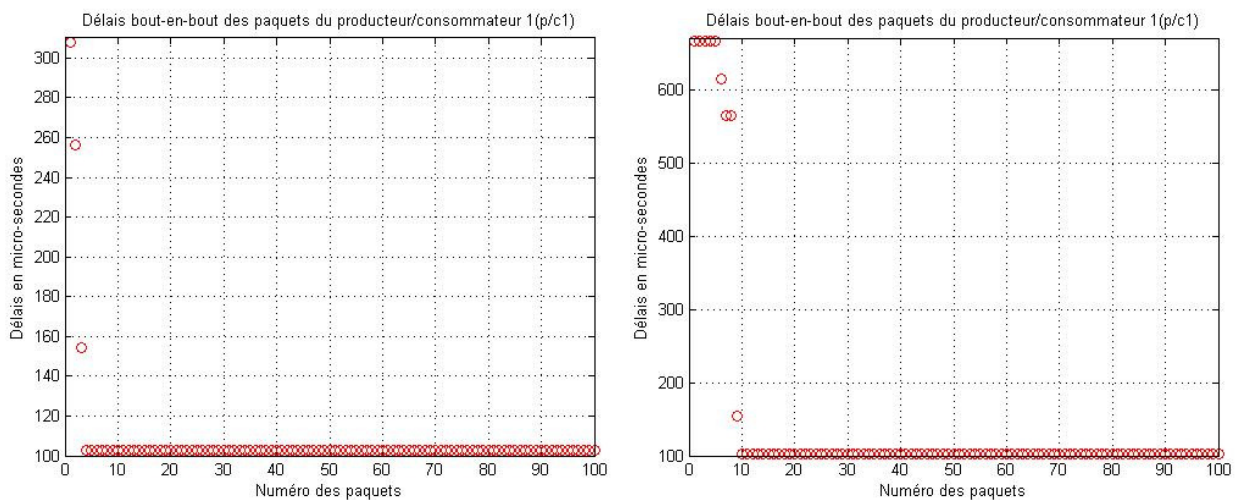 Délais bout-en-bout des paquets du producteur/consommateur 1(p/c1)
300
280
260
240
220
200
180
160
140
120
100
0 10 20 30 40 50 60 70 80 90 100
Délais en micro-secondes
Numéro des paquets
Délais bout-en-bout des paquets du producteur/consommateur 1(p/c1)
600
500
400
300
200
100
0 10 20 30 40 50 60 70 80 90 100
Délais en micro-secondes
Numéro des paquets